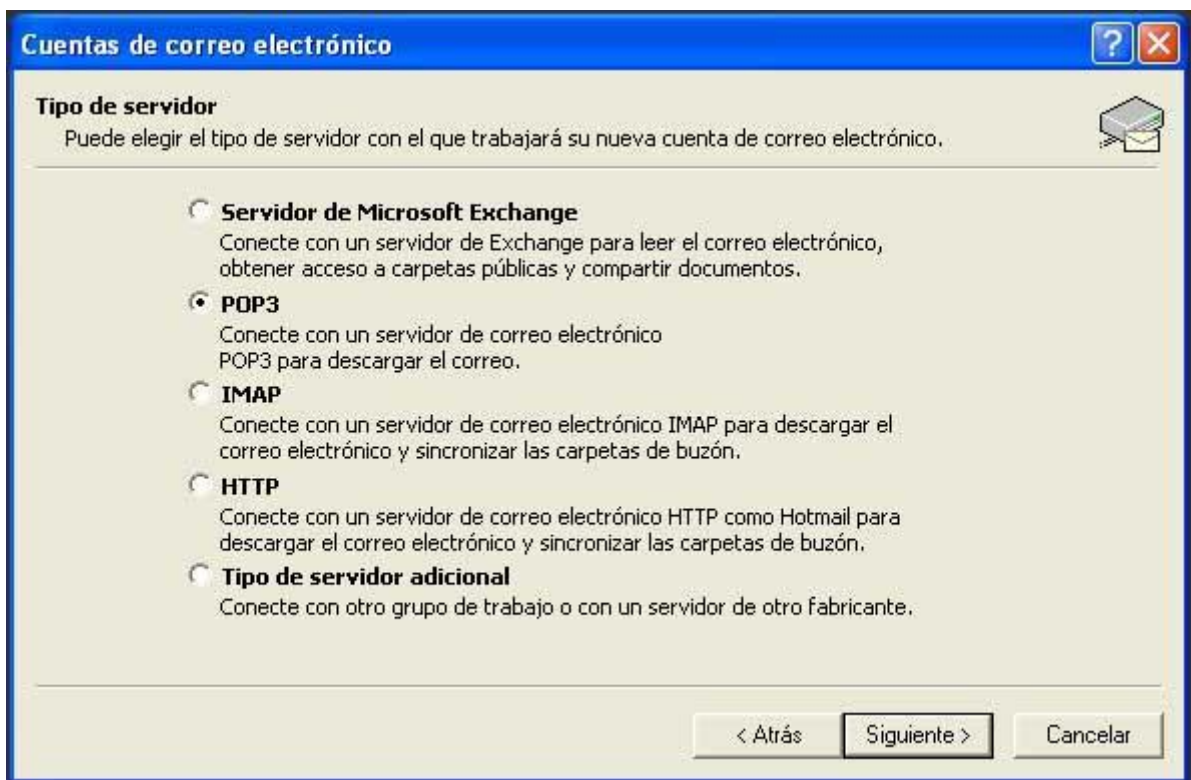 Cuentas de correo electrónico
?
Tipo de servidor
Puede elegir el tipo de servidor con el que trabajará su nueva cuenta de correo electrónico.
Servidor de Microsoft Exchange
Conecte con un servidor de Exchange para leer el correo electrónico,
obtener acceso a carpetas públicas y compartir documentos.
POP3
Conecte con un servidor de correo electrónico
POP3 para descargar el correo.
IMAP
Conecte con un servidor de correo electrónico IMAP para descargar el
correo electrónico y sincronizar las carpetas de buzón.
HTTP
Conecte con un servidor de correo electrónico HTTP como Hotmail para
descargar el correo electrónico y sincronizar las carpetas de buzón.
Tipo de servidor adicional
Conecte con otro grupo de trabajo o con un servidor de otro fabricante.
< Atrás Siguiente > Cancelar